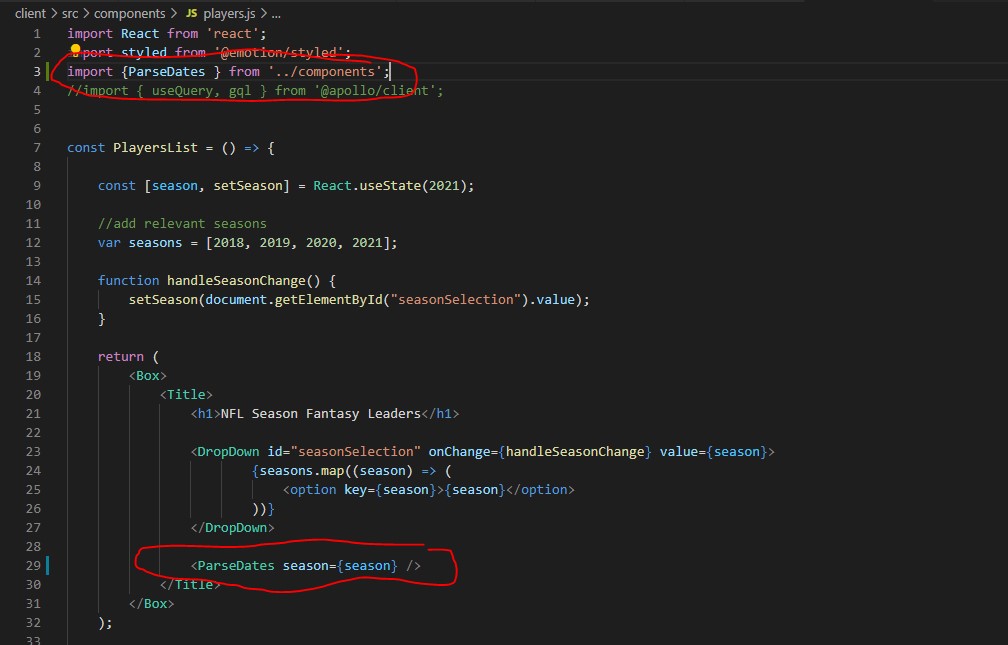 client > src > components > JS players.js > ...
1 import React from 'react';
2 import styled from '@emotion/styled';
3 import {ParseDates } from '../components';
4 //import { useQuery, gql } from '@apollo/client';
5
6
7 const PlayersList = () => {
8
9 const [season, setSeason] = React.useState(2021);
10
11 //add relevant seasons
12 var seasons = [2018, 2019, 2020, 2021];
13
14 function handleSeasonChange() {
15 setSeason(document.getElementById("seasonSelection").value);
16 }
17
18 return (
19 <Box>
20 <Title>
21 <h1>NFL Season Fantasy Leaders</h1>
22
23 <DropDown id="seasonSelection" onChange={handleSeasonChange} value={season}>
24 {seasons.map((season) => (
25 <option key={season}>{season}</option>
26 ))}
27 </DropDown>
28
29 <ParseDates season={season} />
30 </Title>
31 </Box>
32 );
33